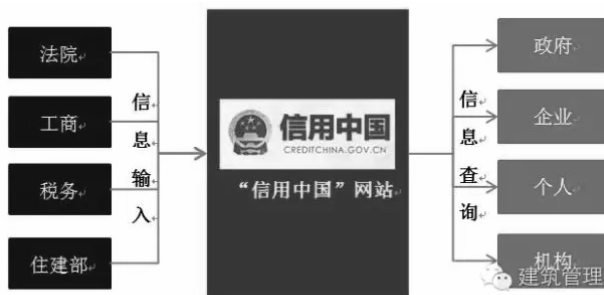 法院
工商
税务
住建部
信息输入
信用中国
CREDITCHINA.GOV.CN
“信用中国”网站
信息查询
政府
企业
个人
机构
建筑管理